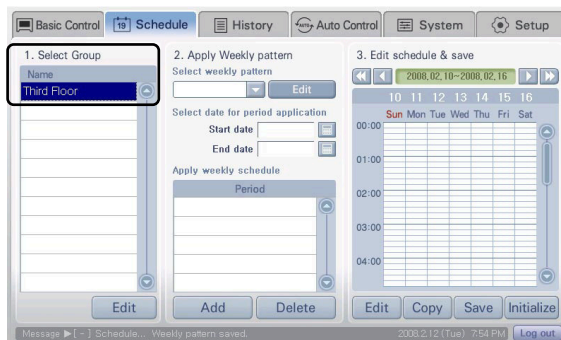 Basic Control 19 Schedule History AUTO Auto Control System Setup
1. Select Group
Name
Third Floor
Edit
2. Apply Weekly pattern
Select weekly pattern
Edit
Select date for period application
Start date
End date
Apply weekly schedule
Period
Add Delete
3. Edit schedule & save
2008.02.10~2008.02.16
10 11 12 13 14 15 16
Sun Mon Tue Wed Thu Fri Sat
00:00
01:00
02:00
03:00
04:00
Edit Copy Save Initialize
Message ▶ [ - ] Schedule... Weekly pattern saved. 2008.2.12 (Tue) 7:54 PM Log out